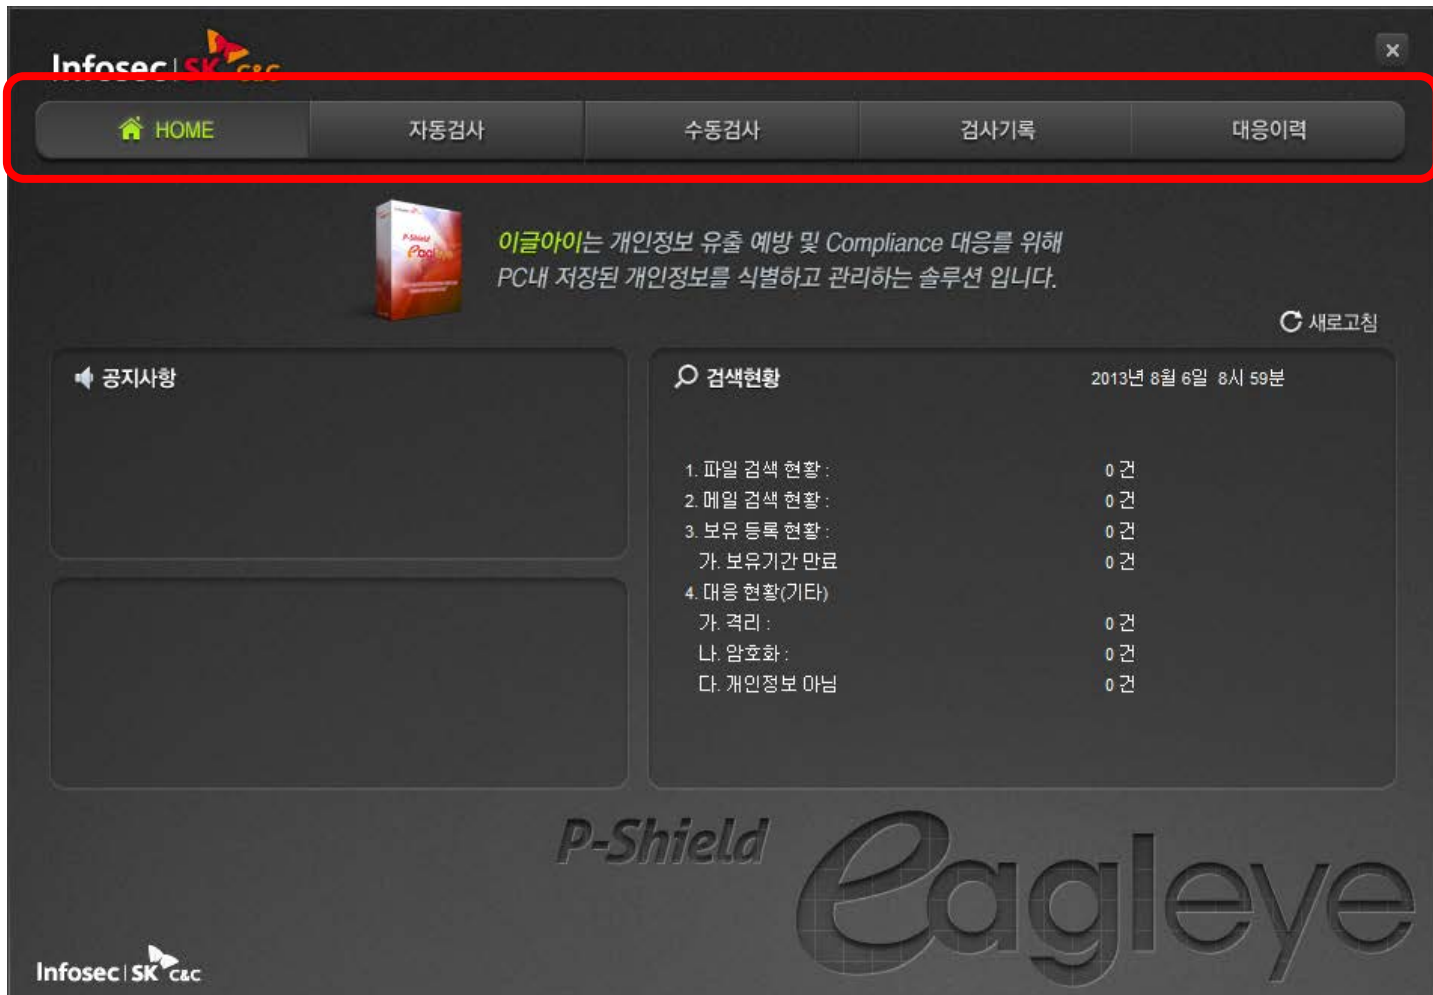 Infosec | SK C&C
HOME 자동검사 수동검사 검사기록 대응이력
P-Shield
이글아이는 개인정보 유출 예방 및 Compliance 대응를 위해
PC내 저장된 개인정보를 식별하고 관리하는 솔루션 입니다.
새로고침
공지사항
검색현황 2013년 8월 6일 8시 59분
1. 파일 검색 현황 : 0 건
2. 메일 검색 현황 : 0 건
3. 보유 등록 현황 : 0 건
가. 보유기간 만료 0 건
4. 대응 현황(기타)
가. 격리 : 0 건
나. 암호화 : 0 건
다. 개인정보 아님 0 건
P-Shield eagleye
Infosec | SK C&C